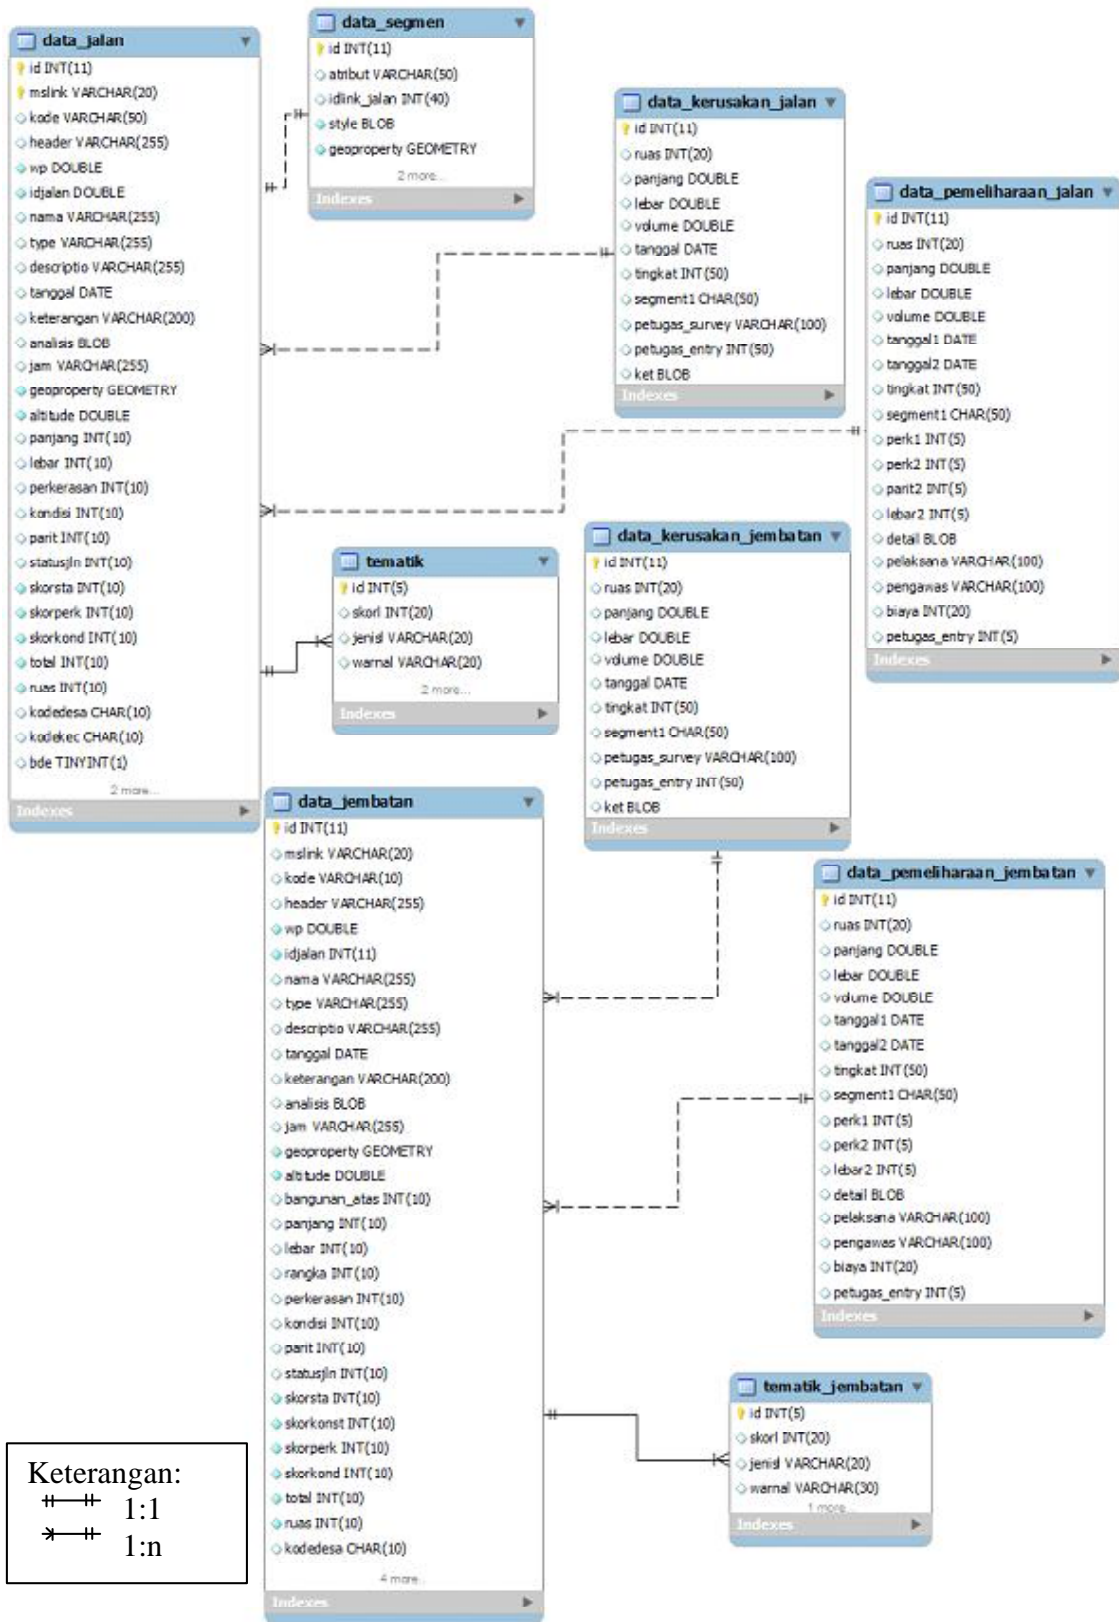 data_jalan
id INT(11)
mslink VARCHAR(20)
kode VARCHAR(50)
header VARCHAR(255)
wp DOUBLE
idjalan DOUBLE
nama VARCHAR(255)
type VARCHAR(255)
descriptio VARCHAR(255)
tanggal DATE
keterangan VARCHAR(200)
analisis BLOB
jam VARCHAR(255)
geoproperty GEOMETRY
altitude DOUBLE
panjang INT(10)
lebar INT(10)
perkerasan INT(10)
kondisi INT(10)
parit INT(10)
statusjln INT(10)
skorsta INT(10)
skorperk INT(10)
skorkond INT(10)
total INT(10)
ruas INT(10)
kodedesa CHAR(10)
kodekec CHAR(10)
bde TINYINT(1)
2 more...
Indexes
data_segmen
id INT(11)
atribut VARCHAR(50)
idlink_jalan INT(40)
style BLOB
geoproperty GEOMETRY
2 more...
Indexes
data_kerusakan_jalan
id INT(11)
ruas INT(20)
panjang DOUBLE
lebar DOUBLE
volume DOUBLE
tanggal DATE
tingkat INT(50)
segment1 CHAR(50)
petugas_survey VARCHAR(100)
petugas_entry INT(50)
ket BLOB
Indexes
data_pemeliharaan_jalan
id INT(11)
ruas INT(20)
panjang DOUBLE
lebar DOUBLE
volume DOUBLE
tanggal1 DATE
tanggal2 DATE
tingkat INT(50)
segment1 CHAR(50)
perk1 INT(5)
perk2 INT(5)
parit2 INT(5)
lebar2 INT(5)
detail BLOB
pelaksana VARCHAR(100)
pengawas VARCHAR(100)
biaya INT(20)
petugas_entry INT(5)
Indexes
tematik
id INT(5)
skorl INT(20)
jenisl VARCHAR(20)
warnal VARCHAR(20)
2 more...
Indexes
data_kerusakan_jembatan
id INT(11)
ruas INT(20)
panjang DOUBLE
lebar DOUBLE
volume DOUBLE
tanggal DATE
tingkat INT(50)
segment1 CHAR(50)
petugas_survey VARCHAR(100)
petugas_entry INT(50)
ket BLOB
Indexes
data_jembatan
id INT(11)
mslink VARCHAR(20)
kode VARCHAR(10)
header VARCHAR(255)
wp DOUBLE
idjalan INT(11)
nama VARCHAR(255)
type VARCHAR(255)
descriptio VARCHAR(255)
tanggal DATE
keterangan VARCHAR(200)
analisis BLOB
jam VARCHAR(255)
geoproperty GEOMETRY
altitude DOUBLE
bangunan_atas INT(10)
panjang INT(10)
lebar INT(10)
rangka INT(10)
perkerasan INT(10)
kondisi INT(10)
parit INT(10)
statusjln INT(10)
skorsta INT(10)
skorkonst INT(10)
skorperk INT(10)
skorkond INT(10)
total INT(10)
ruas INT(10)
kodedesa CHAR(10)
4 more...
Indexes
data_pemeliharaan_jembatan
id INT(11)
ruas INT(20)
panjang DOUBLE
lebar DOUBLE
volume DOUBLE
tanggal1 DATE
tanggal2 DATE
tingkat INT(50)
segment1 CHAR(50)
perk1 INT(5)
perk2 INT(5)
lebar2 INT(5)
detail BLOB
pelaksana VARCHAR(100)
pengawas VARCHAR(100)
biaya INT(20)
petugas_entry INT(5)
Indexes
tematik_jembatan
id INT(5)
skorl INT(20)
jenisl VARCHAR(20)
warnal VARCHAR(30)
1 more...
Indexes
Keterangan:
1:1
1:n